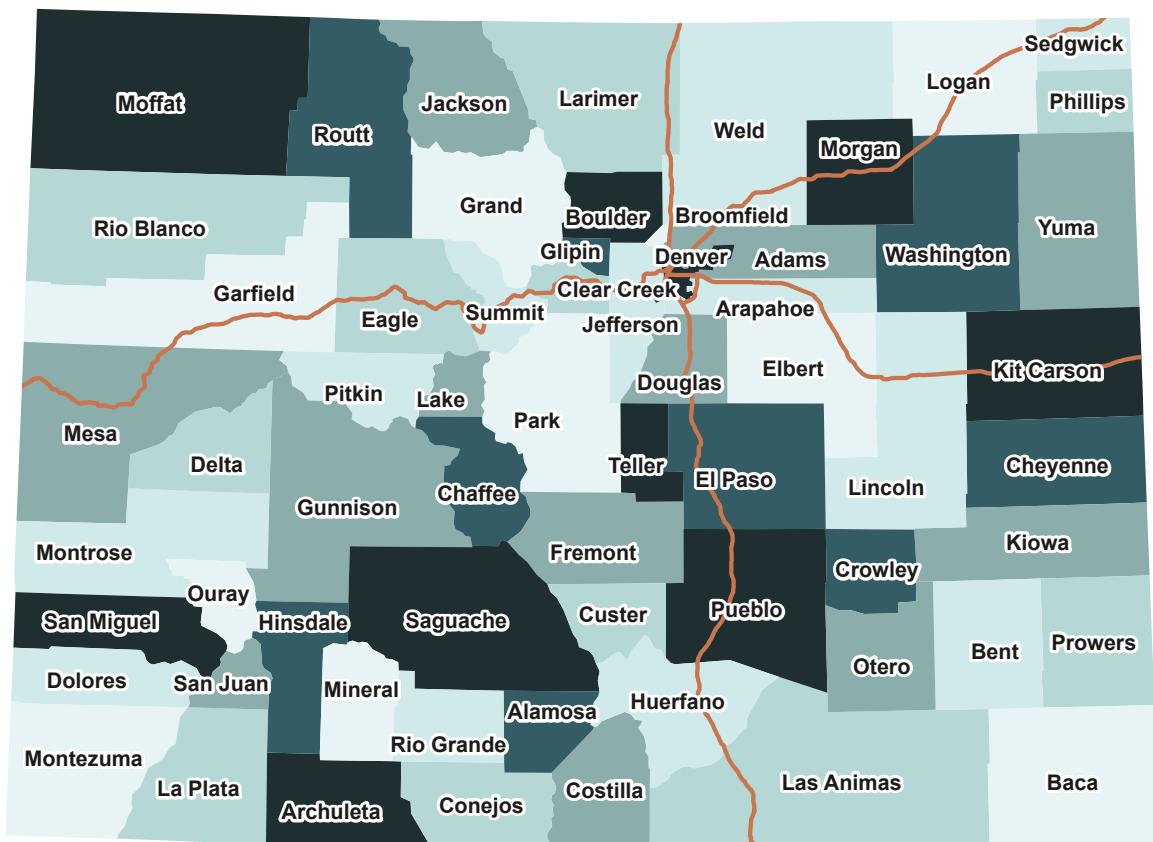 Sedgwick
Logan
Moffat
Jackson
Larimer
Phillips
Routt
Weld
Morgan
Grand
Boulder
Broomfield
Rio Blanco
Yuma
Glipin
Denver
Adams
Washington
Garfield
Clear Creek
Eagle
Summit
Jefferson
Arapahoe
Elbert
Kit Carson
Pitkin
Lake
Douglas
Park
Mesa
Delta
Teller
El Paso
Cheyenne
Gunnison
Chaffee
Lincoln
Montrose
Fremont
Kiowa
Crowley
Ouray
San Miguel
Hinsdale
Saguache
Custer
Pueblo
Otero
Bent
Prowers
Dolores
San Juan
Mineral
Alamosa
Huerfano
Rio Grande
Montezuma
La Plata
Archuleta
Conejos
Costilla
Las Animas
Baca